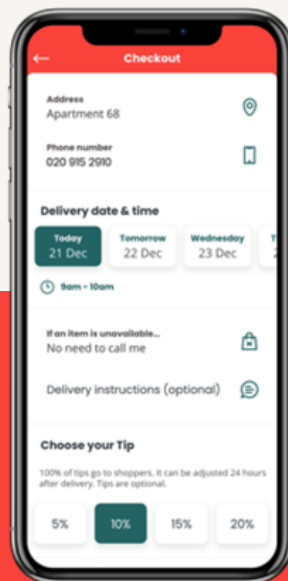 Checkout
Address
Apartment 68
Phone number
020 915 2910
Delivery date & time
Today Tomorrow Wednesday
21 Dec 22 Dec 23 Dec
9am - 10am
If an item is unavailable...
No need to call me
Delivery instructions (optional)
Choose your Tip
100% of tips go to shoppers. It can be adjusted 24 hours
after delivery. Tips are optional.
5% 10% 15% 20%